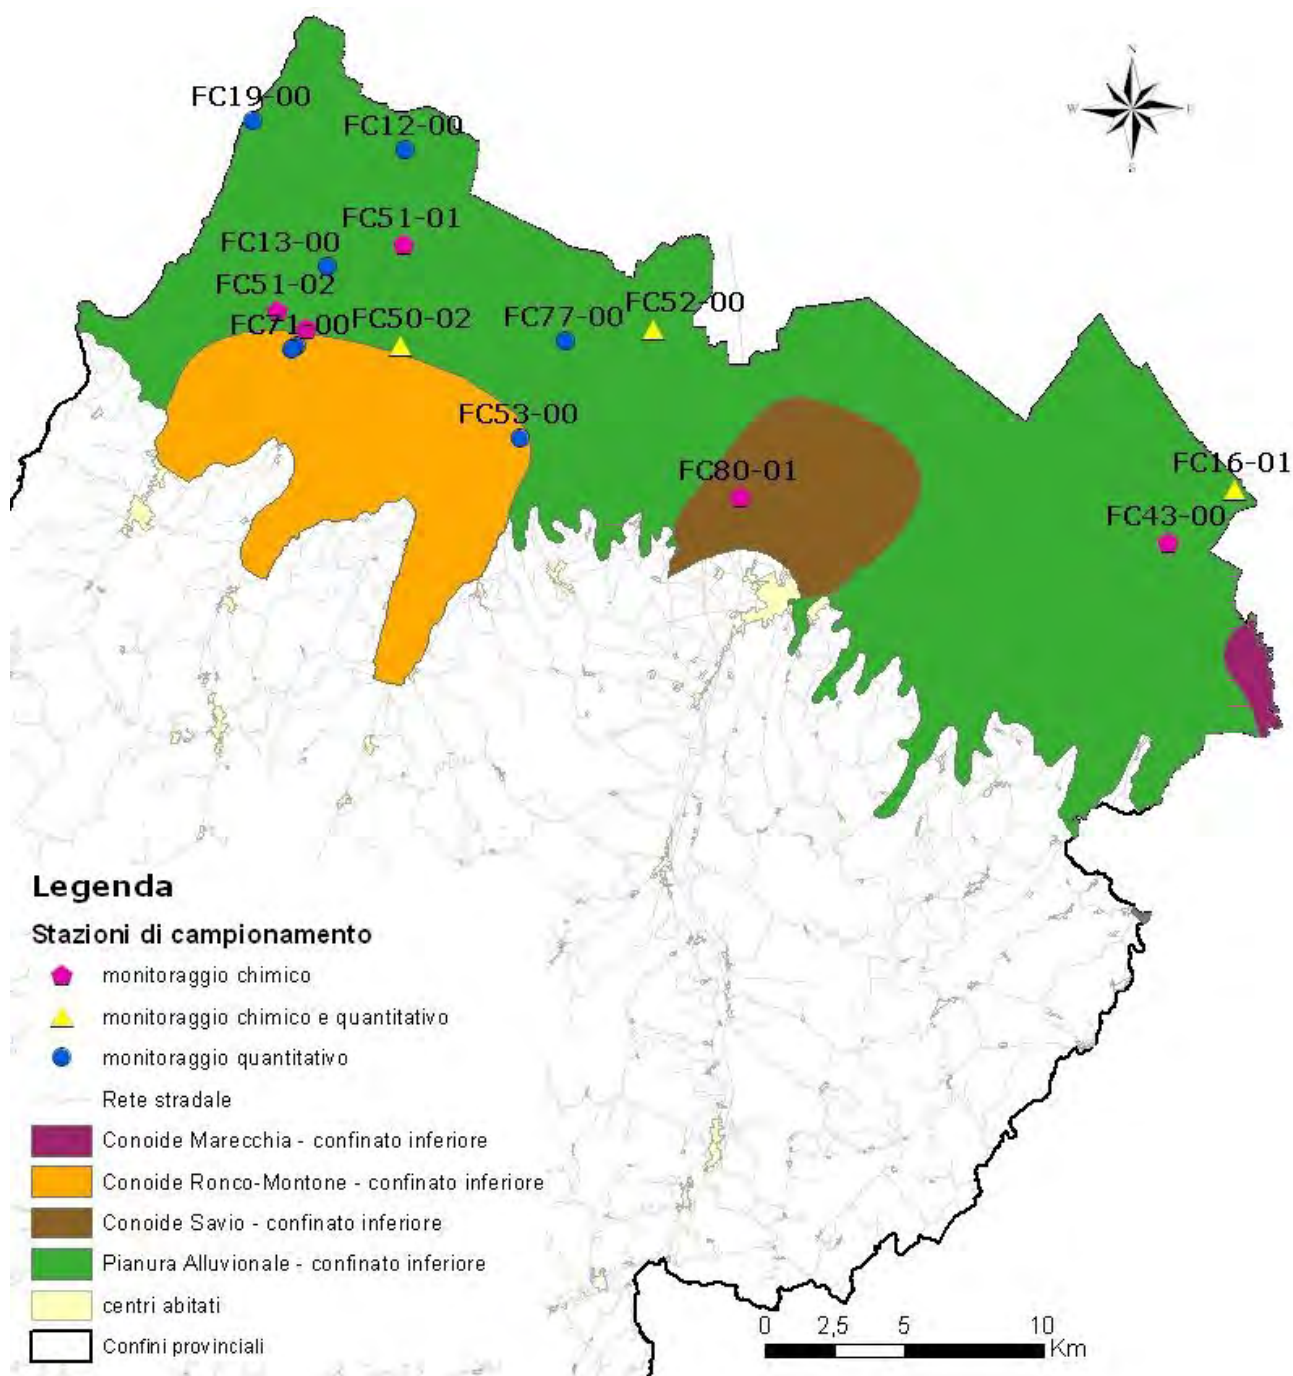 N
W
E
S
FC19-00
FC12-00
FC51-01
FC13-00
FC51-02
FC71-00
FC50-02
FC77-00
FC52-00
FC53-00
FC80-01
FC16-01
FC43-00
Legenda
Stazioni di campionamento
monitoraggio chimico
monitoraggio chimico e quantitativo
monitoraggio quantitativo
Rete stradale
Conoide Marecchia - confinato inferiore
Conoide Ronco-Montone - confinato inferiore
Conoide Savio - confinato inferiore
Pianura Alluvionale - confinato inferiore
centri abitati
Confini provinciali
0 2,5 5 10
Km